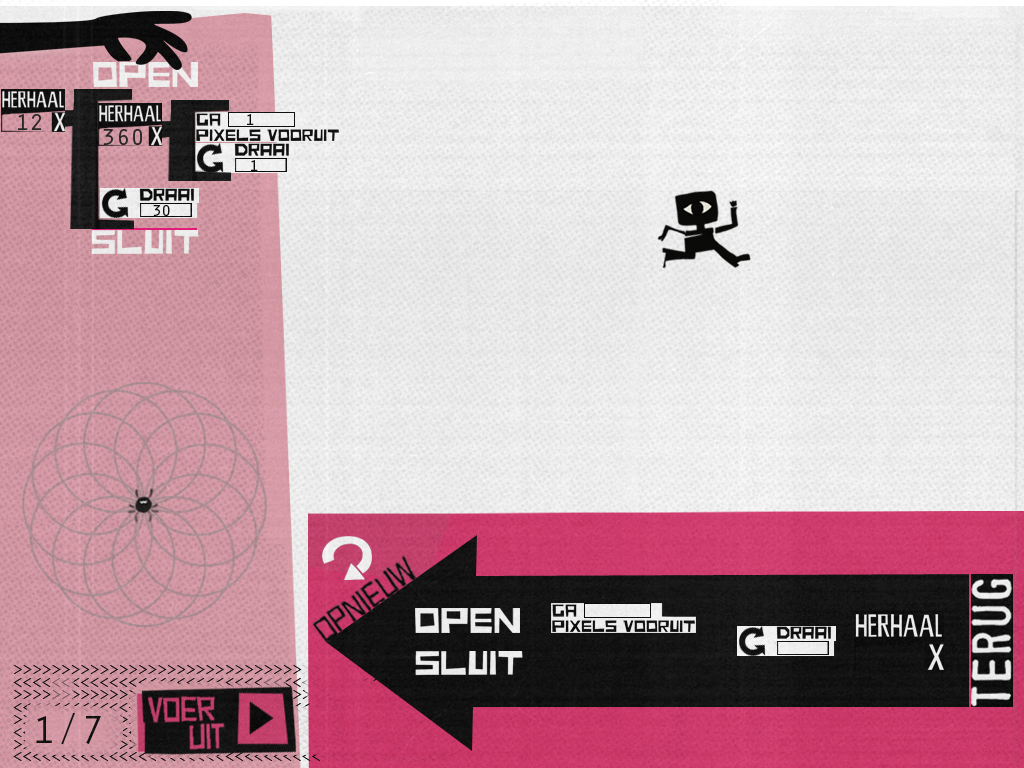 OPEN
HERHAAL
12 X
HERHAAL
360 X
GA 1
PIXELS VOORUIT
DRAAI
1
DRAAI
30
SLUIT
OPNIEUW
OPEN
SLUIT
GA
PIXELS VOORUIT
DRAAI
HERHAAL
X
TERUG
1/7
VOER
UIT